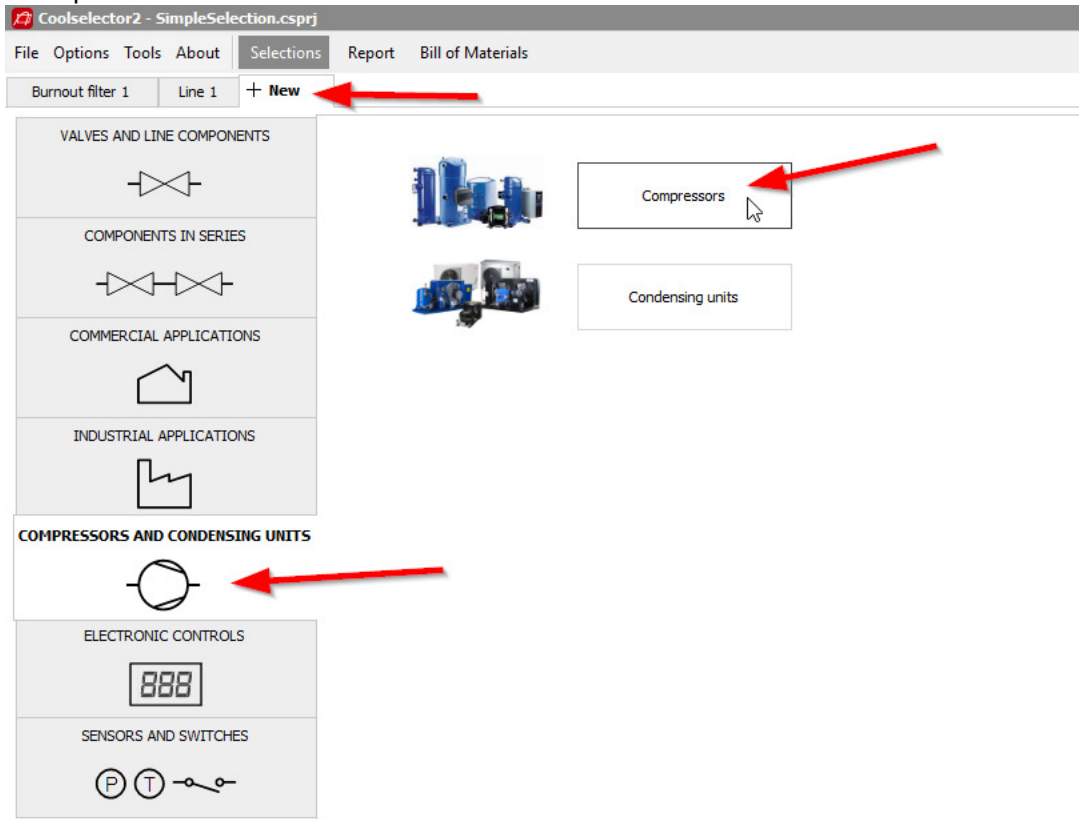 Coolselector2 - SimpleSelection.csprj
File Options Tools About Selections Report Bill of Materials
Burnout filter 1 Line 1 + New
VALVES AND LINE COMPONENTS
Compressors
COMPONENTS IN SERIES
Condensing units
COMMERCIAL APPLICATIONS
INDUSTRIAL APPLICATIONS
COMPRESSORS AND CONDENSING UNITS
ELECTRONIC CONTROLS
888
SENSORS AND SWITCHES
P T